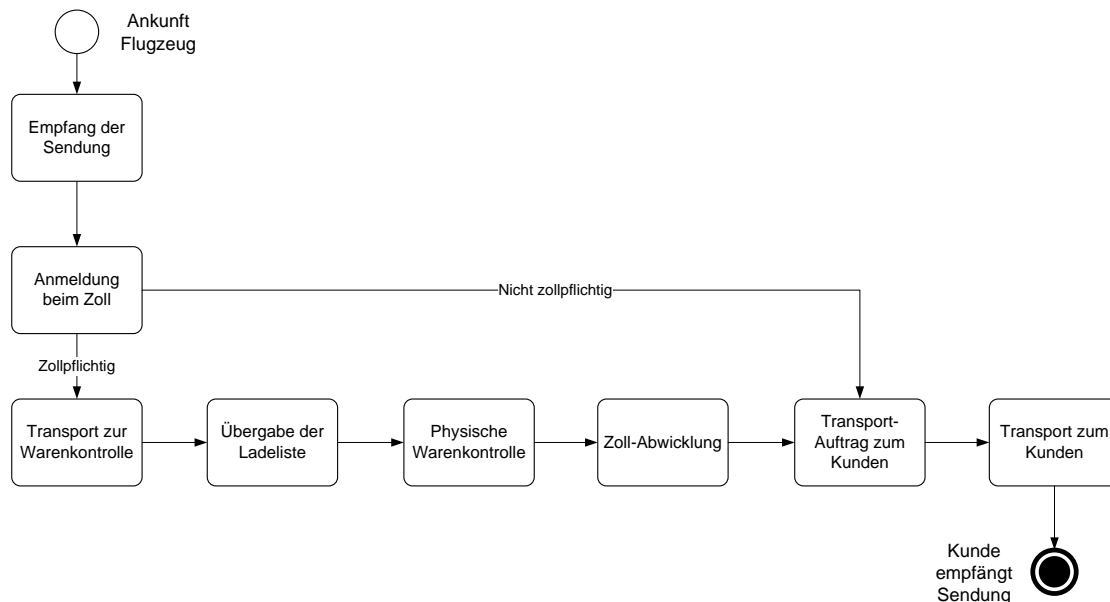 Ankunft
Flugzeug
Empfang der
Sendung
Anmeldung
beim Zoll
Nicht zollpflichtig
Zollpflichtig
Transport zur
Warenkontrolle
Übergabe der
Ladeliste
Physische
Warenkontrolle
Zoll-Abwicklung
Transport-
Auftrag zum
Kunden
Transport zum
Kunden
Kunde
empfängt
Sendung